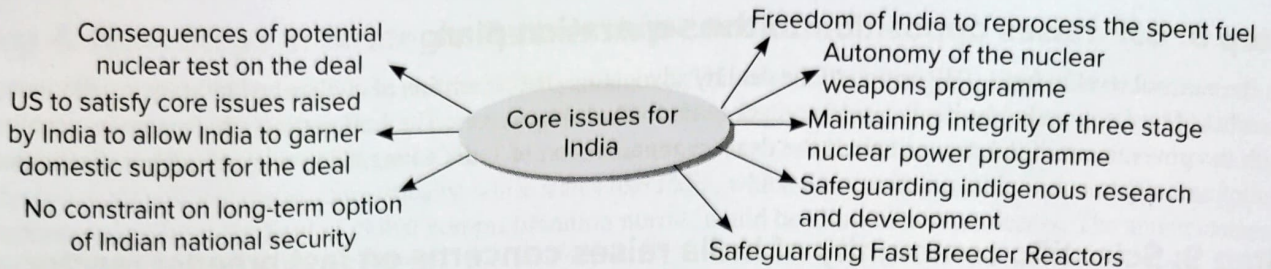 Consequences of potential
nuclear test on the deal
US to satisfy core issues raised
by India to allow India to garner
domestic support for the deal
No constraint on long-term option
of Indian national security
Core issues for
India
Freedom of India to reprocess the spent fuel
Autonomy of the nuclear
weapons programme
Maintaining integrity of three stage
nuclear power programme
Safeguarding indigenous research
and development
Safeguarding Fast Breeder Reactors